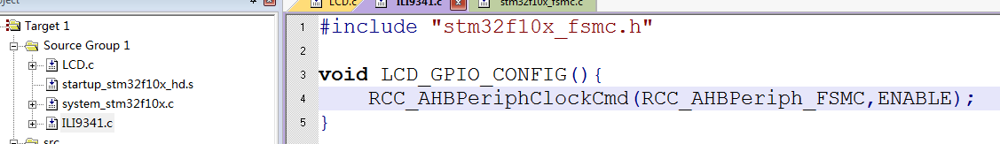 oject
LCD.c
ILI9341.c
stm32f10x_fsmc.c
Target 1
Source Group 1
LCD.c
startup_stm32f10x_hd.s
system_stm32f10x.c
ILI9341.c
src
1 #include "stm32f10x_fsmc.h"
2
3 void LCD_GPIO_CONFIG(){
4 RCC_AHBPeriphClockCmd(RCC_AHBPeriph_FSMC,ENABLE);
5 }